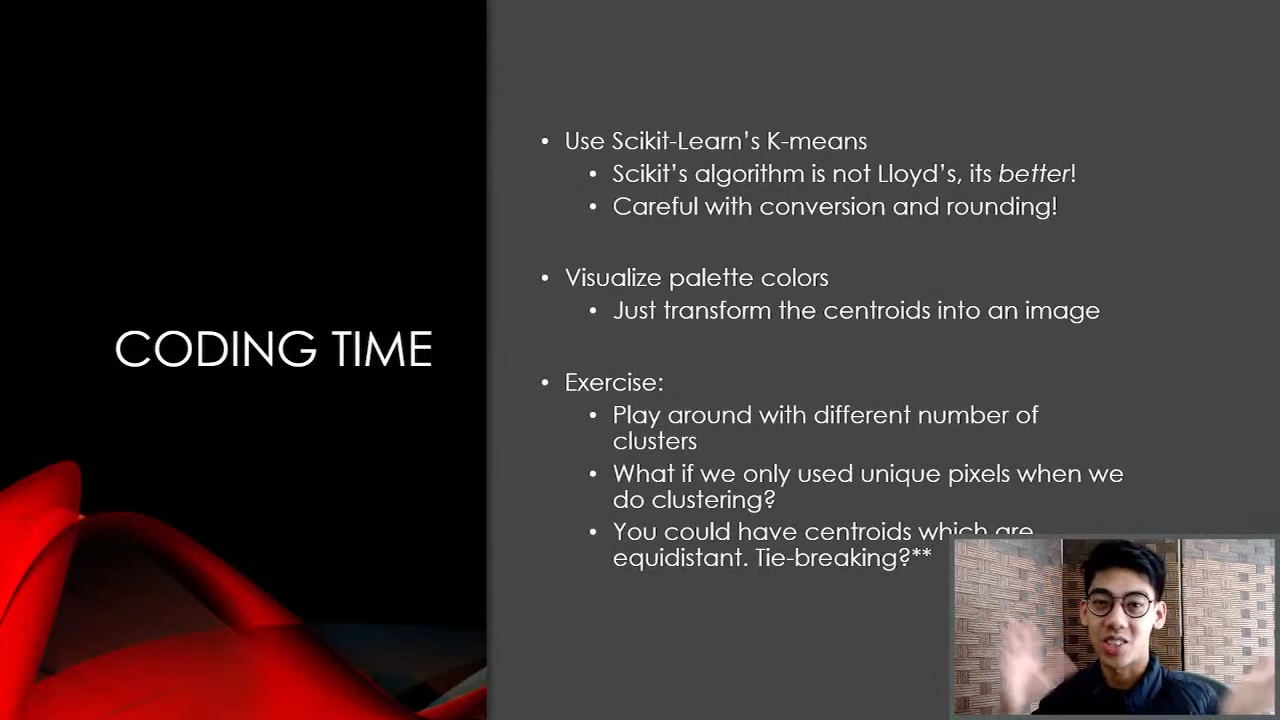 CODING TIME
• Use Scikit-Learn’s K-means
• Scikit’s algorithm is not Lloyd’s, its better!
• Careful with conversion and rounding!
• Visualize palette colors
• Just transform the centroids into an image
• Exercise:
• Play around with different number of
clusters
• What if we only used unique pixels when we
do clustering?
• You could have centroids which are
equidistant. Tie-breaking?**